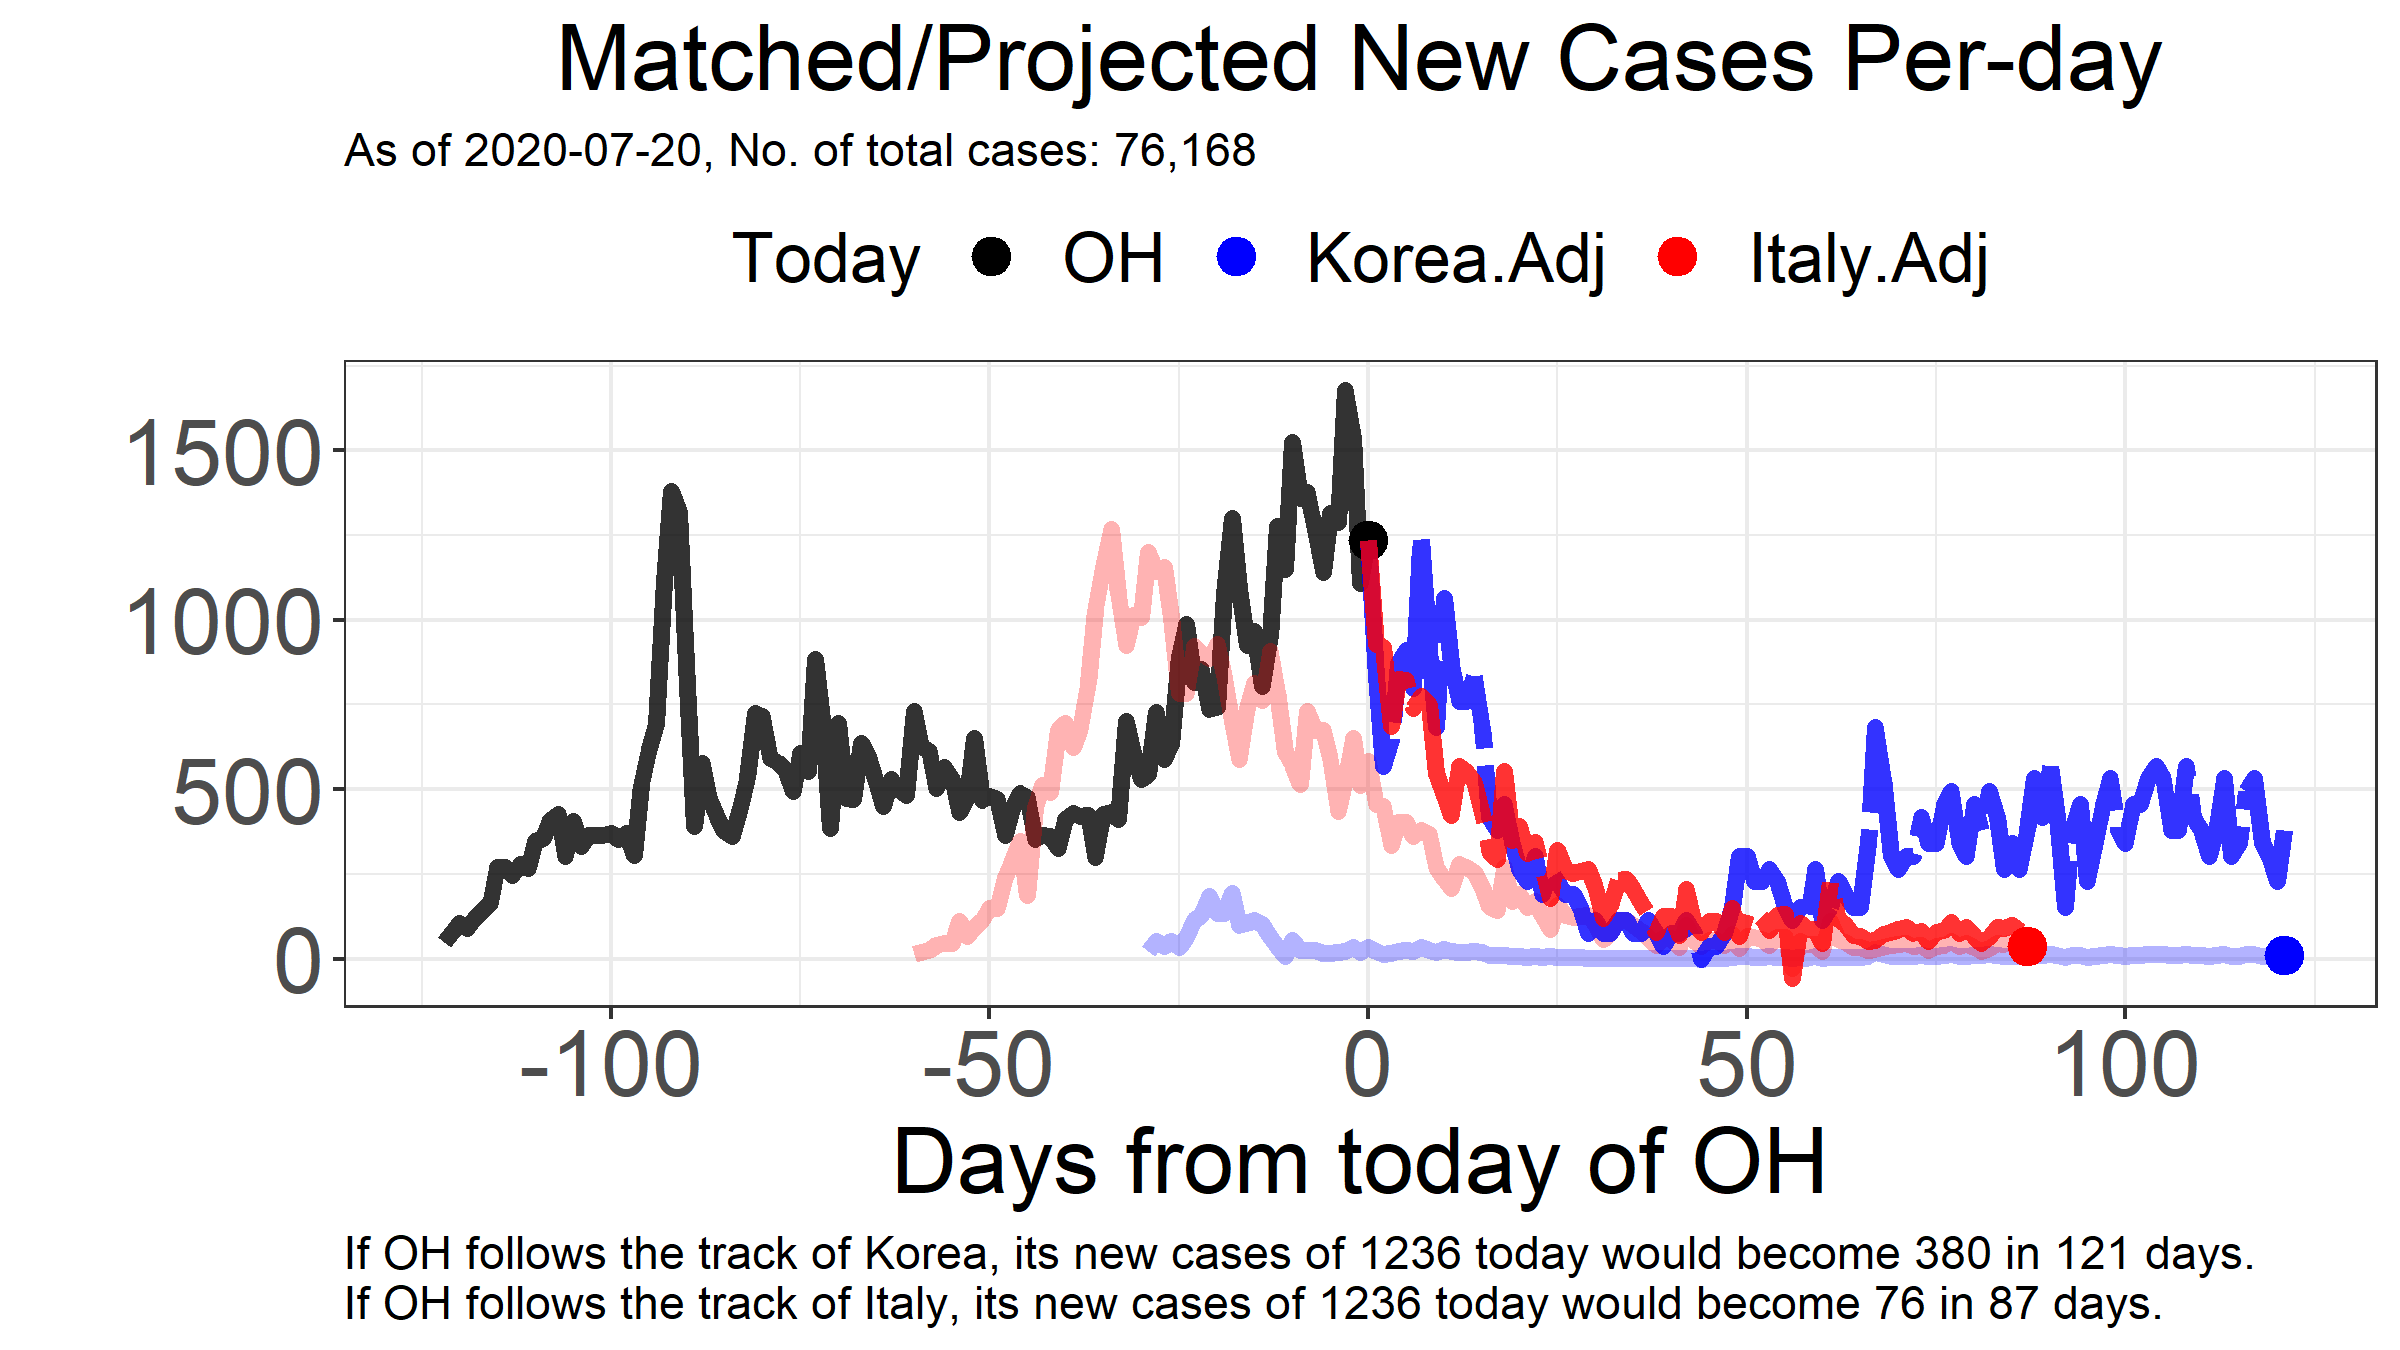 Matched/Projected New Cases Per-day
As of 2020-07-20, No. of total cases: 76,168
Today OH Korea.Adj Italy.Adj
1500
1000
500
0
-100 -50 0 50 100
Days from today of OH
If OH follows the track of Korea, its new cases of 1236 today would become 380 in 121 days.
If OH follows the track of Italy, its new cases of 1236 today would become 76 in 87 days.